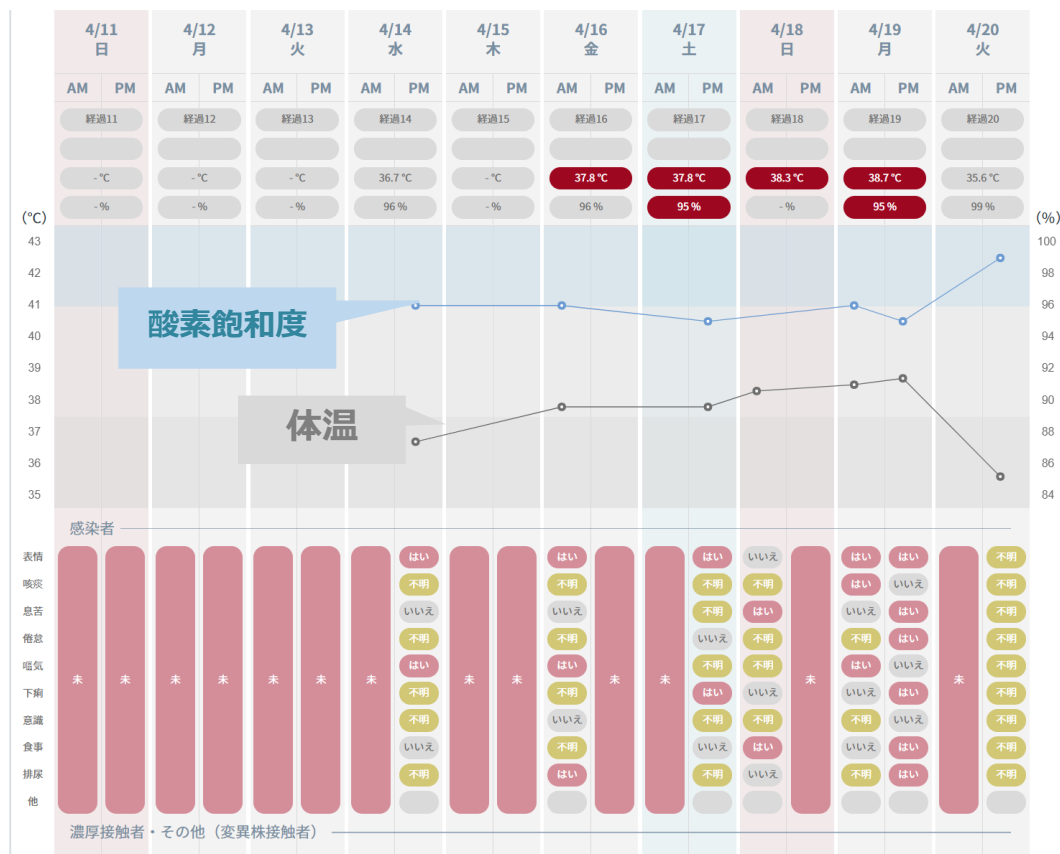 4/11 4/12 4/13 4/14 4/15 4/16 4/17 4/18 4/19 4/20
日 月 火 水 木 金 土 日 月 火
AM PM AM PM AM PM AM PM AM PM AM PM AM PM AM PM AM PM AM PM
経過11 経過12 経過13 経過14 経過15 経過16 経過17 経過18 経過19 経過20
- ℃ - ℃ - ℃ 36.7 ℃ - ℃ 37.8 ℃ 37.8 ℃ 38.3 ℃ 38.7 ℃ 35.6 ℃
- % - % - % 96 % - % 96 % 95 % - % 95 % 99 %
(℃) (%)
43 100
42 98
41 96
酸素飽和度
40 94
39 92
38 90
体温
37 88
36 86
35 84
感染者
表情 はい はい はい いいえ はい はい 不明
咳痰 不明 不明 不明 不明 はい いいえ 不明
息苦 いいえ いいえ 不明 はい いいえ はい 不明
倦怠 不明 不明 いいえ 不明 不明 はい 不明
嗢気 はい はい 不明 不明 はい いいえ 不明
未 未 未 未 未 未 未 未 未 未 未 未 未
下痢 不明 不明 はい いいえ いいえ はい 不明
意識 不明 いいえ 不明 不明 不明 いいえ 不明
食事 いいえ 不明 いいえ はい いいえ はい 不明
排尿 不明 はい 不明 いいえ 不明 はい 不明
他
濃厚接触者・その他（変異株接触者）